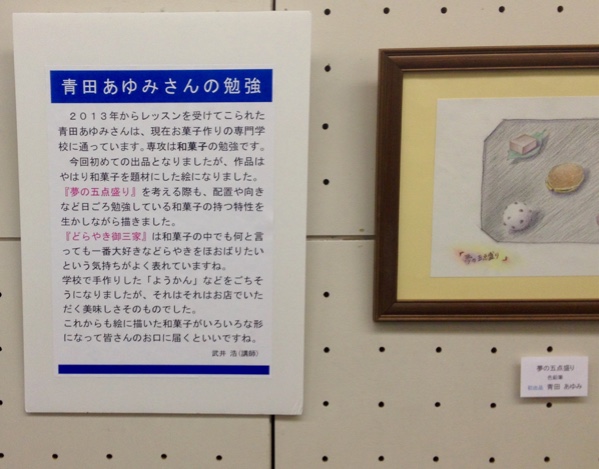 青田あゆみさんの勉強
２０１３年からレッスンを受けてこられた
青田あゆみさんは、現在お菓子作りの専門学
校に通っています。専攻は和菓子の勉強です。
今回初めての出品となりましたが、作品は
やはり和菓子を題材にした絵になりました。
『夢の五点盛り』を考える際も、配置や向き
など日ごろ勉強している和菓子の持つ特性を
生かしながら描きました。
『どらやき御三家』は和菓子の中でも何と言
っても一番大好きなどらやきをほおばりたい
という気持ちがよく表れていますね。
学校で手作りした「ようかん」などをごちそ
うになりましたが、それはそれはお店でいた
だく美味しさそのものでした。
これからも絵に描いた和菓子がいろいろな形
になって皆さんのお口に届くといいですね。
武井 浩（講師）
『夢の五点盛り』
夢の五点盛り
色鉛筆
初出品 青田 あゆみ